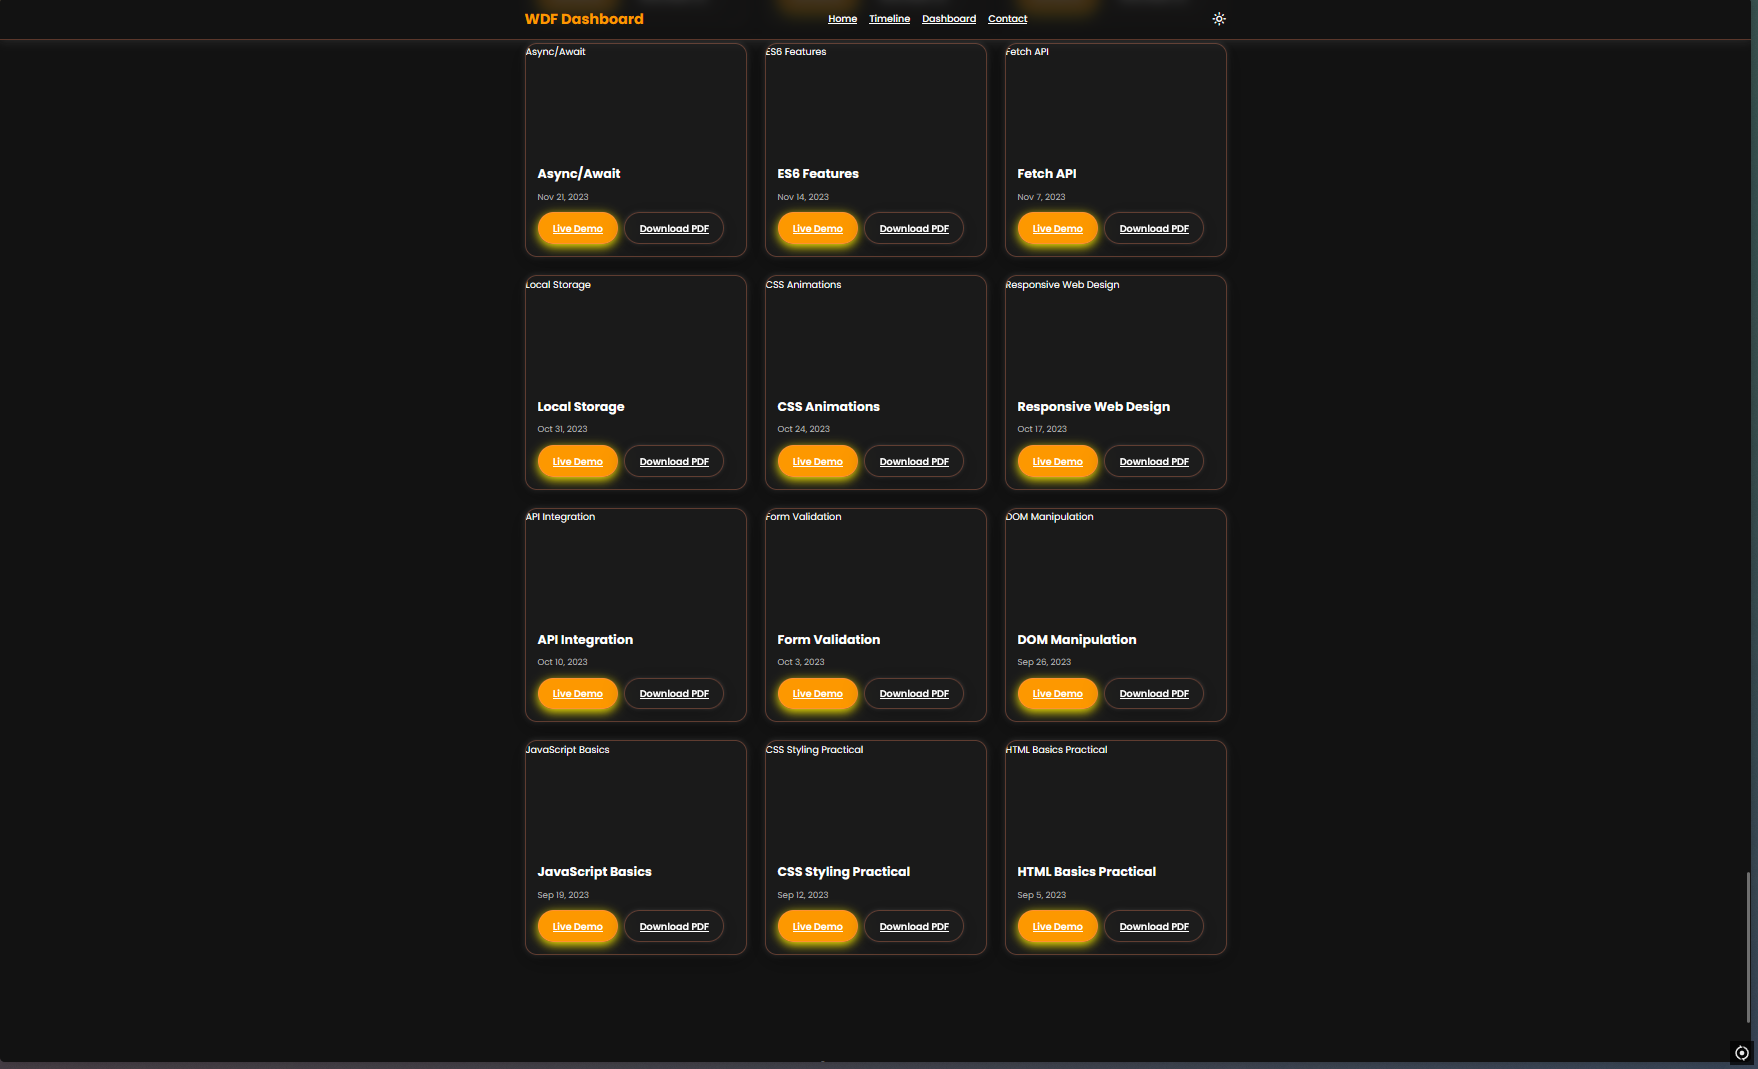 WDF Dashboard
Home Timeline Dashboard Contact
Async/Await
ES6 Features
Fetch API
Async/Await
Nov 21, 2023
Live Demo Download PDF
ES6 Features
Nov 14, 2023
Live Demo Download PDF
Fetch API
Nov 7, 2023
Live Demo Download PDF
Local Storage
CSS Animations
Responsive Web Design
Local Storage
Oct 31, 2023
Live Demo Download PDF
CSS Animations
Oct 24, 2023
Live Demo Download PDF
Responsive Web Design
Oct 17, 2023
Live Demo Download PDF
API Integration
Form Validation
DOM Manipulation
API Integration
Oct 10, 2023
Live Demo Download PDF
Form Validation
Oct 3, 2023
Live Demo Download PDF
DOM Manipulation
Sep 26, 2023
Live Demo Download PDF
JavaScript Basics
CSS Styling Practical
HTML Basics Practical
JavaScript Basics
Sep 19, 2023
Live Demo Download PDF
CSS Styling Practical
Sep 12, 2023
Live Demo Download PDF
HTML Basics Practical
Sep 5, 2023
Live Demo Download PDF